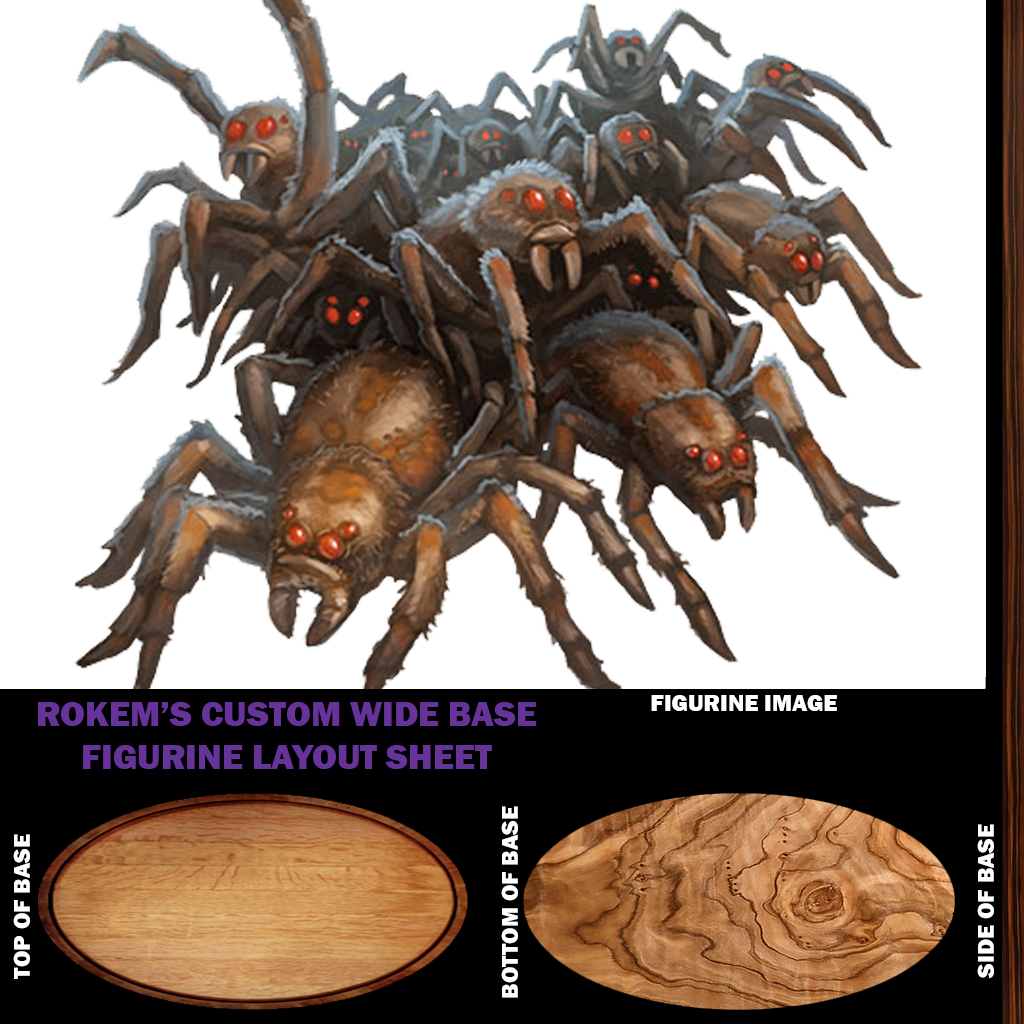 ROKEM’S CUSTOM WIDE BASE
FIGURINE LAYOUT SHEET
FIGURINE IMAGE
TOP OF BASE
BOTTOM OF BASE
SIDE OF BASE